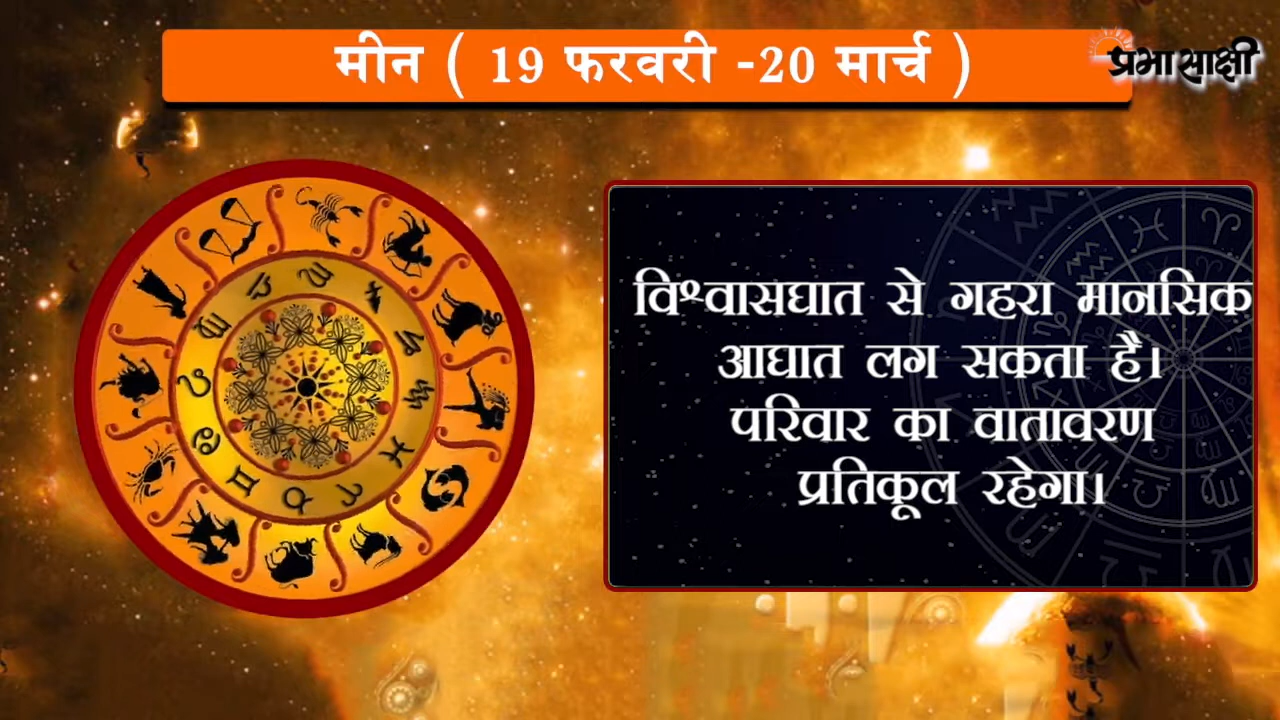 मीन ( 19 फरवरी -20 मार्च )
प्रभासाक्षी
विश्वासघात से गहरा मानसिक
आघात लग सकता है।
परिवार का वातावरण
प्रतिकूल रहेगा।